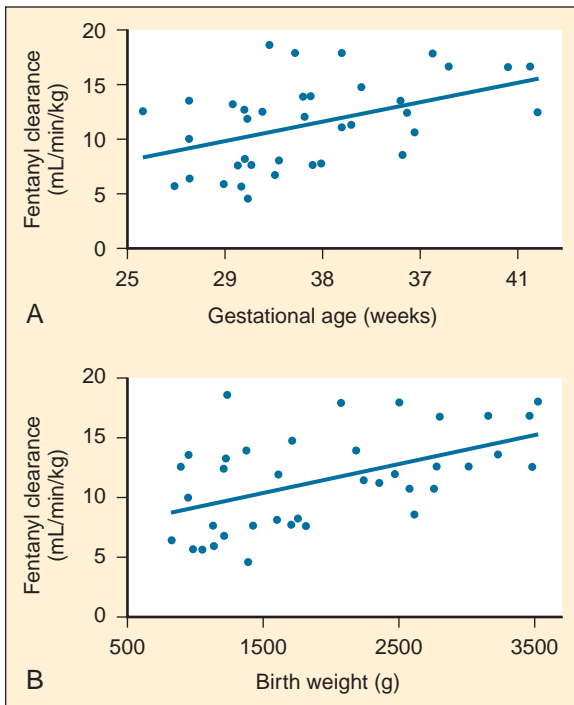 Fentanyl clearance
(mL/min/kg)
20
15
10
5
0
25 29 38 37 41
A Gestational age (weeks)
Fentanyl clearance
(mL/min/kg)
20
15
10
5
0
500 1500 2500 3500
B Birth weight (g)